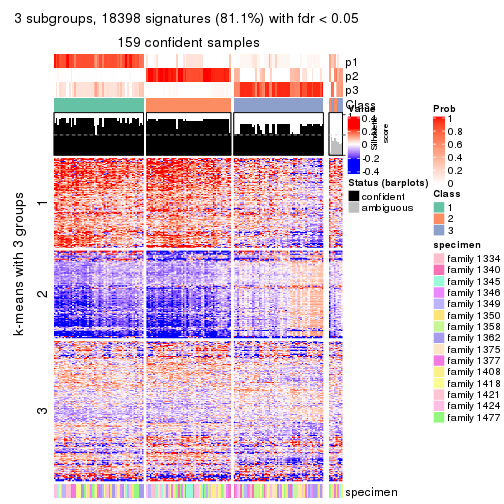 3 subgroups, 18398 signatures (81.1%) with fdr < 0.05
159 confident samples
p1
p2
p3
Class
Silhouette
score
k-means with 3 groups
1
2
3
specimen
Value
0.4
0.2
0
-0.2
-0.4
Status (barplots)
confident
ambiguous
Prob
1
0.8
0.6
0.4
0.2
0
Class
1
2
3
specimen
family 1334
family 1340
family 1345
family 1346
family 1349
family 1350
family 1358
family 1362
family 1375
family 1377
family 1408
family 1418
family 1421
family 1424
family 1477